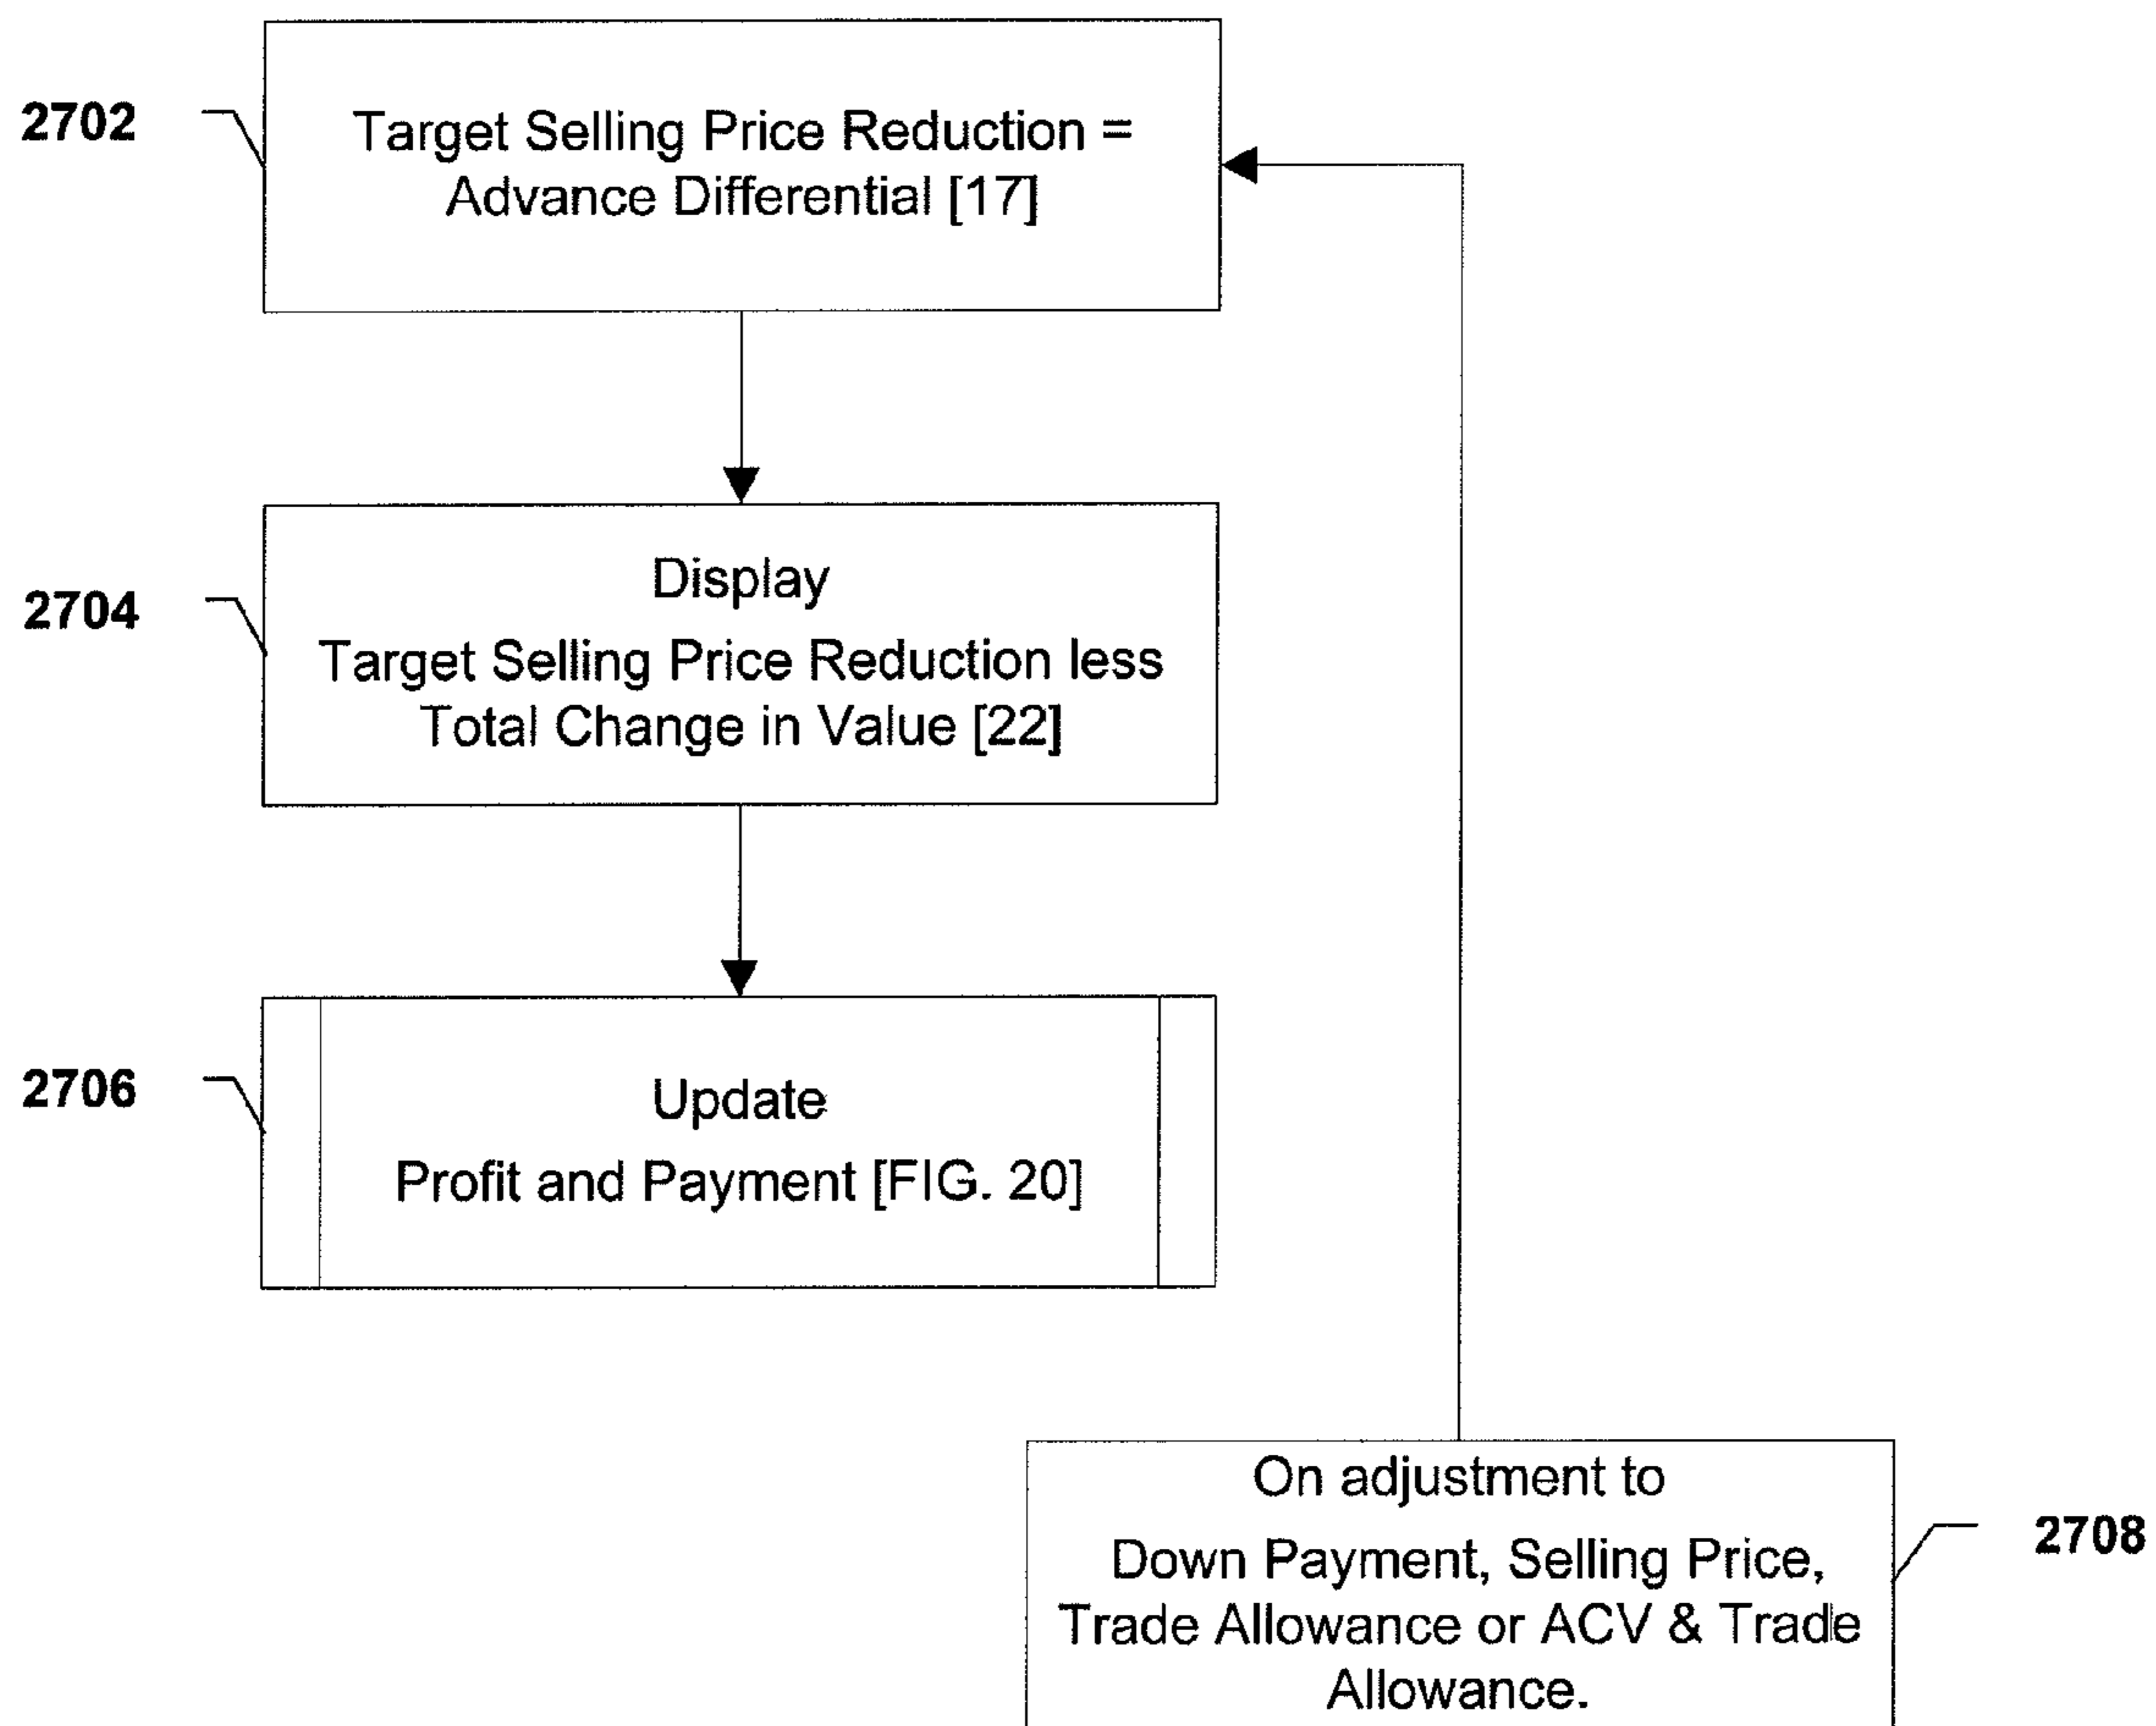 2702
Target Selling Price Reduction =
Advance Differential [17]
2704
Display
Target Selling Price Reduction less
Total Change in Value [22]
2706
Update
Profit and Payment [FIG. 20]
On adjustment to
2708
Down Payment, Selling Price,
Trade Allowance or ACV & Trade
Allowance.